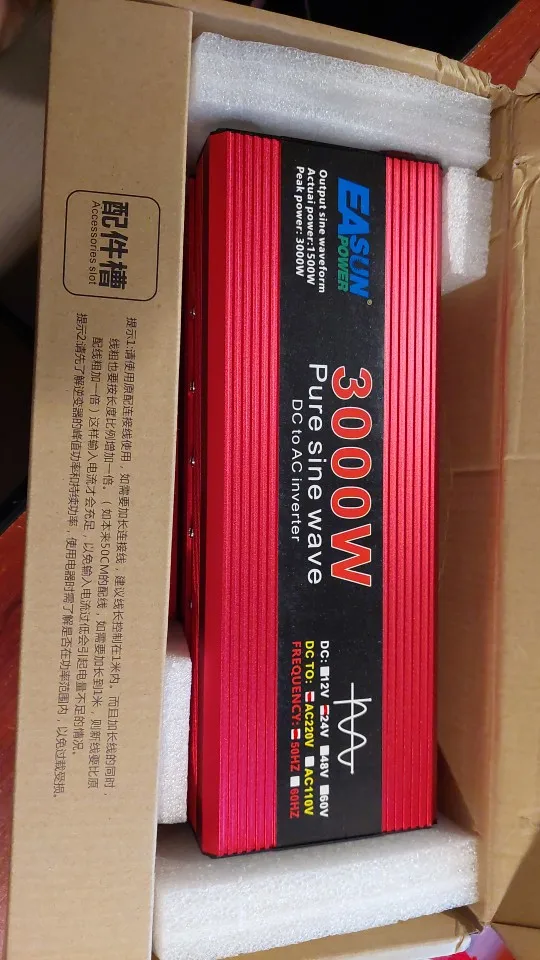 配件槽
Accessories slot
提示1:请使用原配连接线使用，如需要加长连接线，建议线长控制在1米内。而且加长线的同时，
线粗也要按长度比例增加一倍。（如本来50CM的配线，如需要加长到1米，则新线要比原
配线粗加一倍）这样输入电流才会充足，以免输入电流过低会引起电量不足的情况。
提示2:请先了解逆变器的峰值功率和持续功率，使用电器时需了解是否在功率范围内，以免过载受损
EASUN®
POWER
Output sine waveform
Actual power:1500W
Peak power: 3000W
3000W
Pure sine wave
DC to AC inverter
DC: 12V 24V 48V 60V
DC TO: AC220V AC110V
FREQUENCY: 50HZ 60HZ